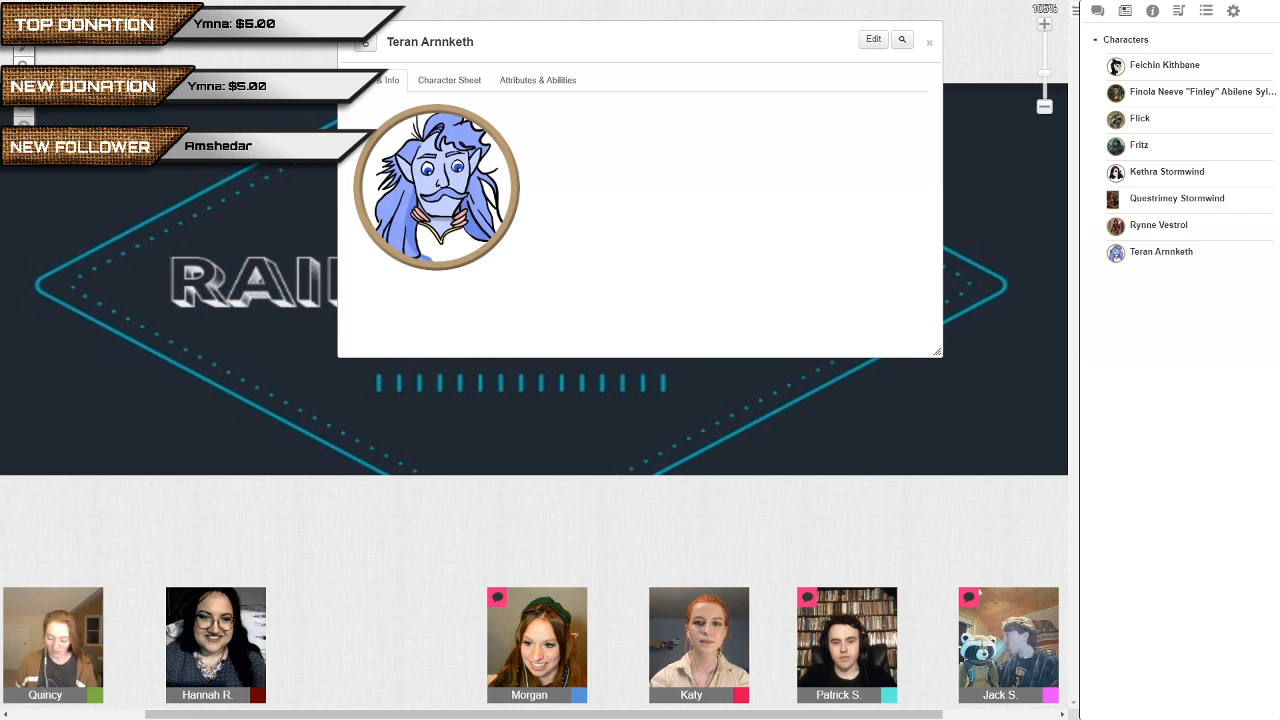 TOP DONATION
Ymna: $5.00
NEW DONATION
Ymna: $5.00
NEW FOLLOWER
Amshedar
Teran Arnnketh
Edit
& Info
Character Sheet
Attributes & Abilities
105%
Characters
Feichin Kithbane
Finola Neeve "Finley" Abilene Syl...
Flick
Fritz
Kethra Stormwind
Questrimey Stormwind
Rynne Vestrol
Teran Arnnketh
RAI
Quincy
Hannah R.
Morgan
Katy
Patrick S.
Jack S.